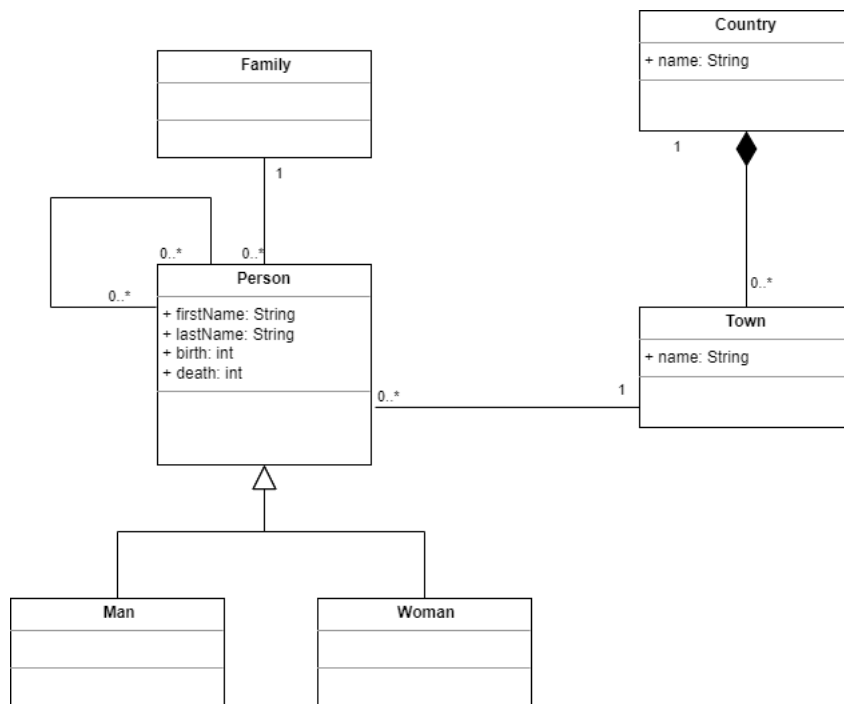 Country
+ name: String
Family
1
1
0..*
0..*
0..*
0..*
Person
+ firstName: String
+ lastName: String
+ birth: int
+ death: int
Town
+ name: String
0..*
1
Man
Woman